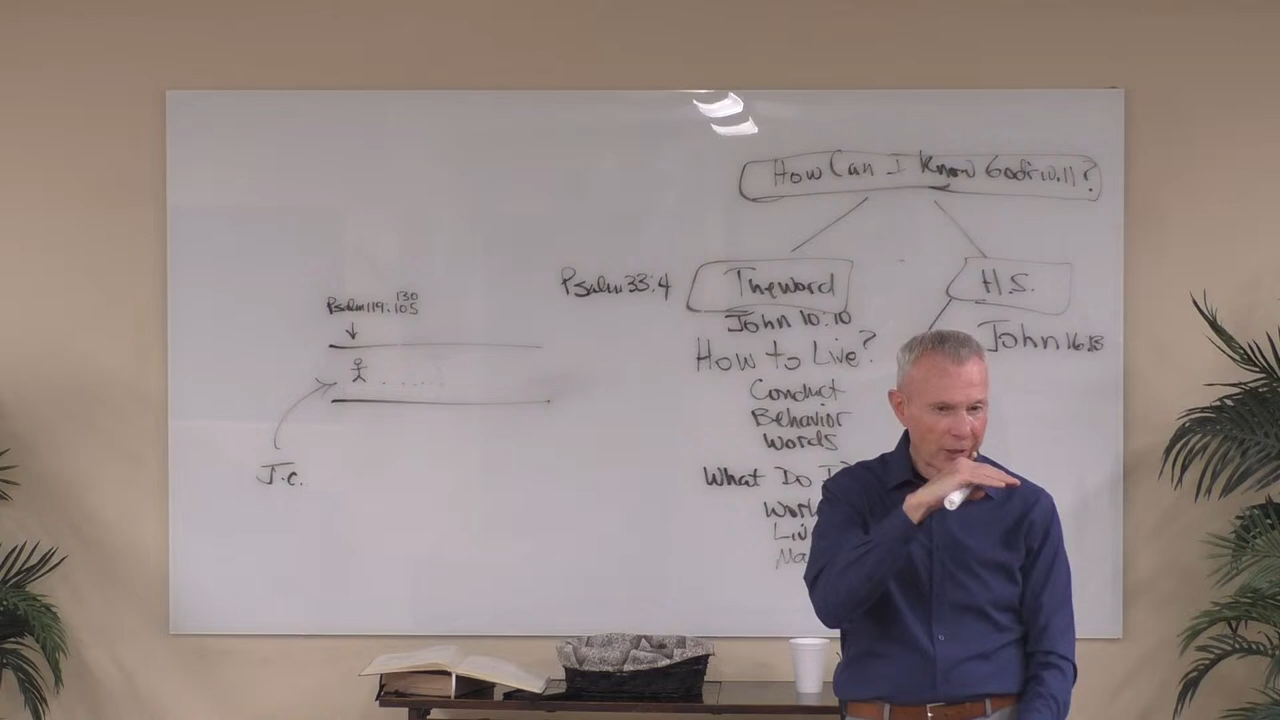 How Can I Know God's Will?
Psalm 33:4
The Word
H.S.
John 10:10
John 16:13
How to Live?
Conduct
Behavior
Words
What Do I
130
Psalm 119:105
J.C.